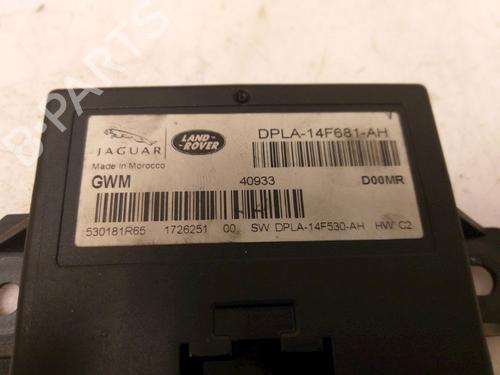 JAGUAR
LAND-
ROVER
DPLA-14F681-AH
Made in Morocco
GWM 40933 D00MR
530181R65 1726251 00 SW DPLA-14F530-AH HW C2
B-PARTS